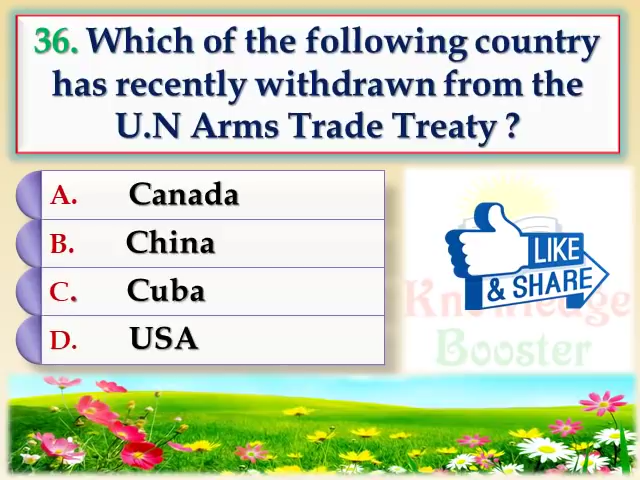 36. Which of the following country
has recently withdrawn from the
U.N Arms Trade Treaty ?
A. Canada
B. China
C. Cuba
D. USA
LIKE
& SHARE
Knowledge
Booster